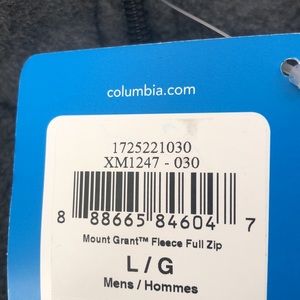 columbia.com
1725221030
XM1247 - 030
8 88665 84604 7
Mount Grant™ Fleece Full Zip
L / G
Mens / Hommes